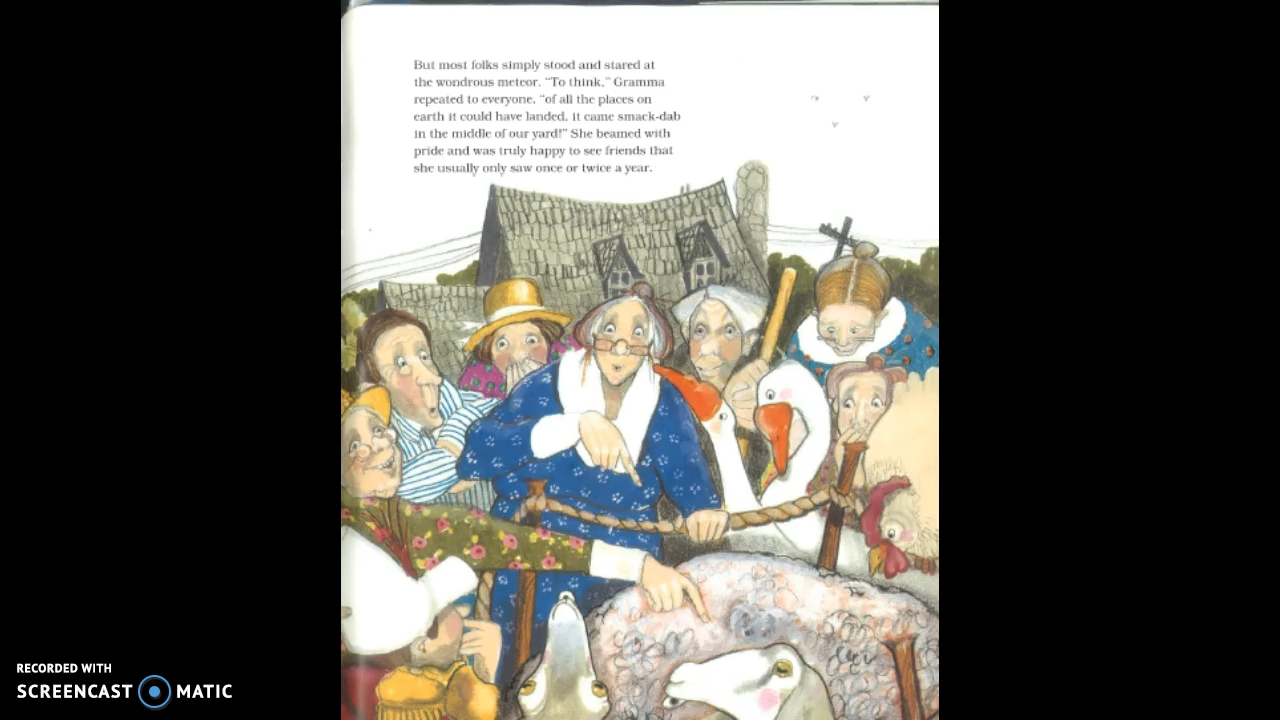 But most folks simply stood and stared at
the wondrous meteor. "To think," Gramma
repeated to everyone, "of all the places on
earth it could have landed, it came smack-dab
in the middle of our yard!" She beamed with
pride and was truly happy to see friends that
she usually only saw once or twice a year.
RECORDED WITH
SCREENCAST MATIC